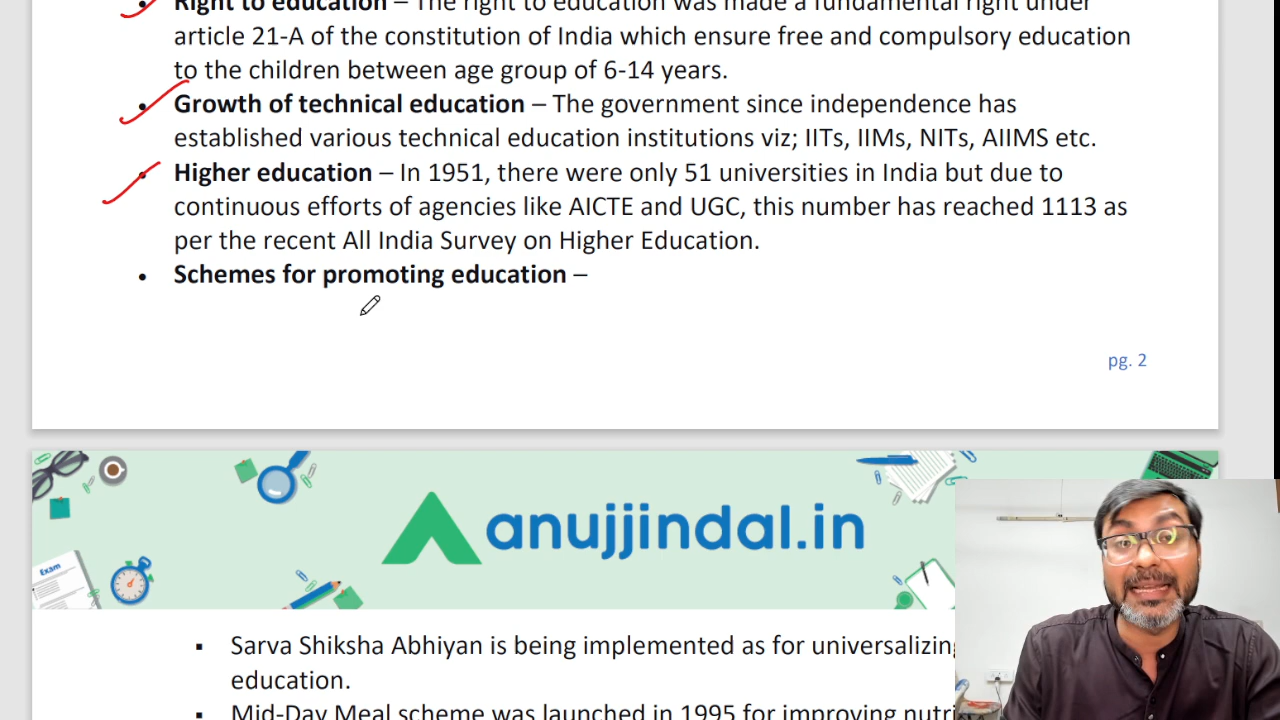 Right to education – The right to education was made a fundamental right under
article 21-A of the constitution of India which ensure free and compulsory education
to the children between age group of 6-14 years.
Growth of technical education – The government since independence has
established various technical education institutions viz; IITs, IIMs, NITs, AIIMS etc.
Higher education – In 1951, there were only 51 universities in India but due to
continuous efforts of agencies like AICTE and UGC, this number has reached 1113 as
per the recent All India Survey on Higher Education.
Schemes for promoting education –
pg. 2
anujjindal.in
Exam
Sarva Shiksha Abhiyan is being implemented as for universalizing
education.
Mid-Day Meal scheme was launched in 1995 for improving